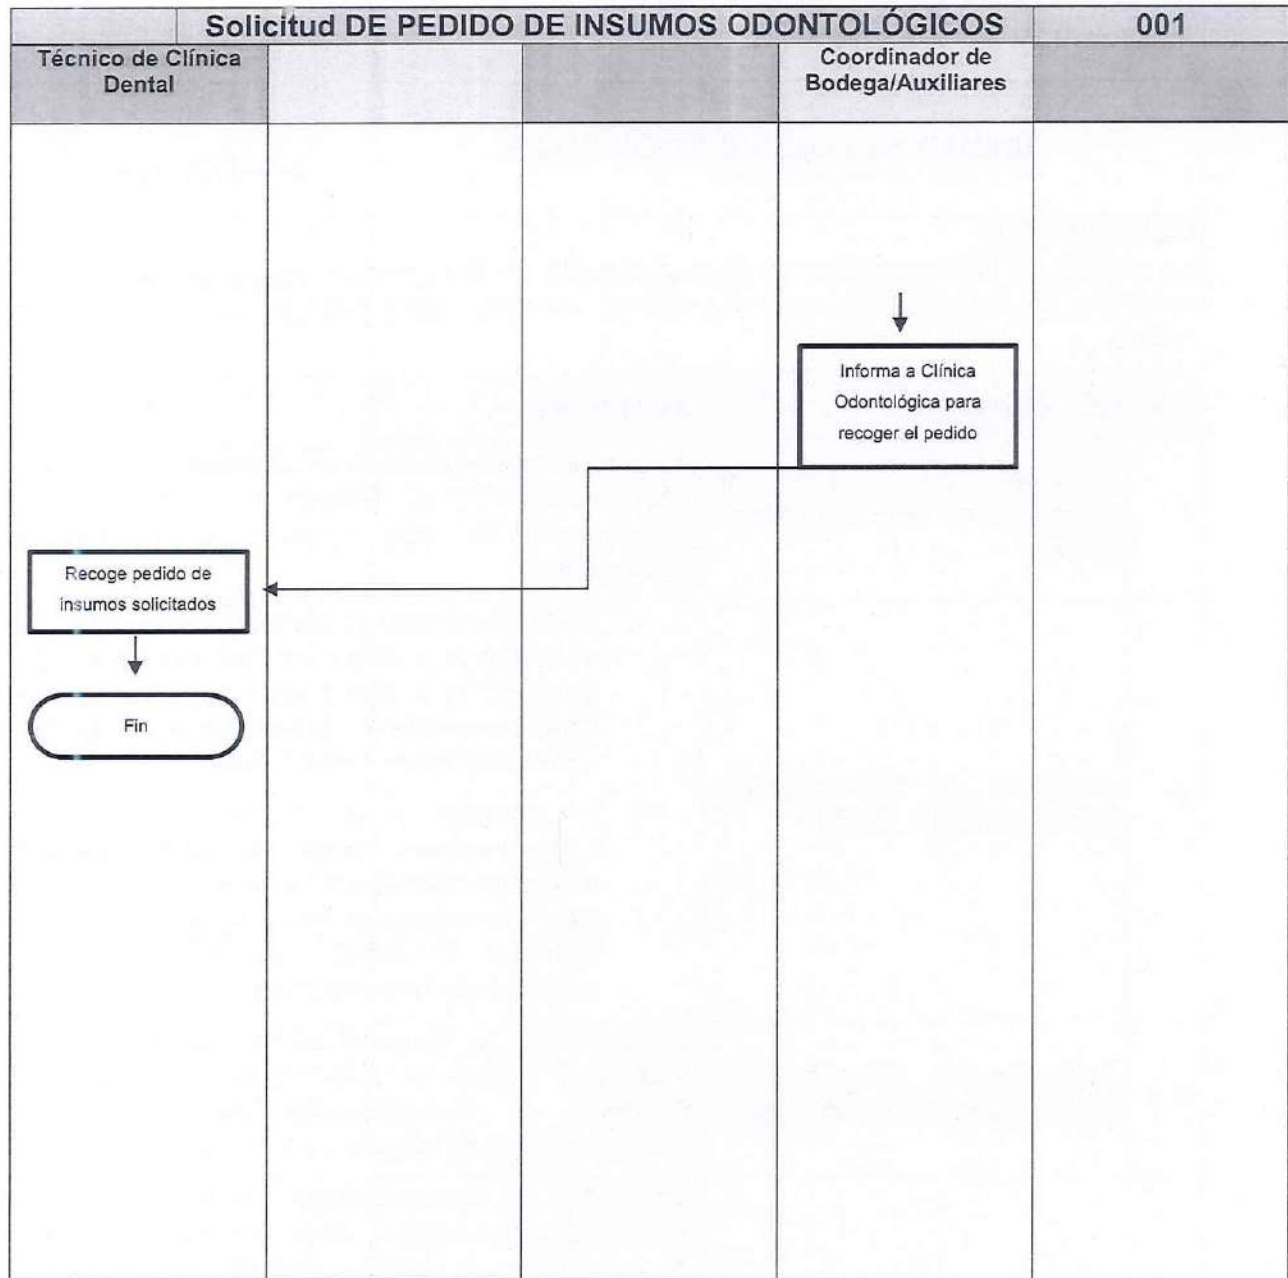 Solicitud DE PEDIDO DE INSUMOS ODONTOLÓGICOS 001
Técnico de Clínica
Dental
Coordinador de
Bodega/Auxiliares
Informa a Clínica
Odontológica para
recoger el pedido
Recoge pedido de
insumos solicitados
Fin